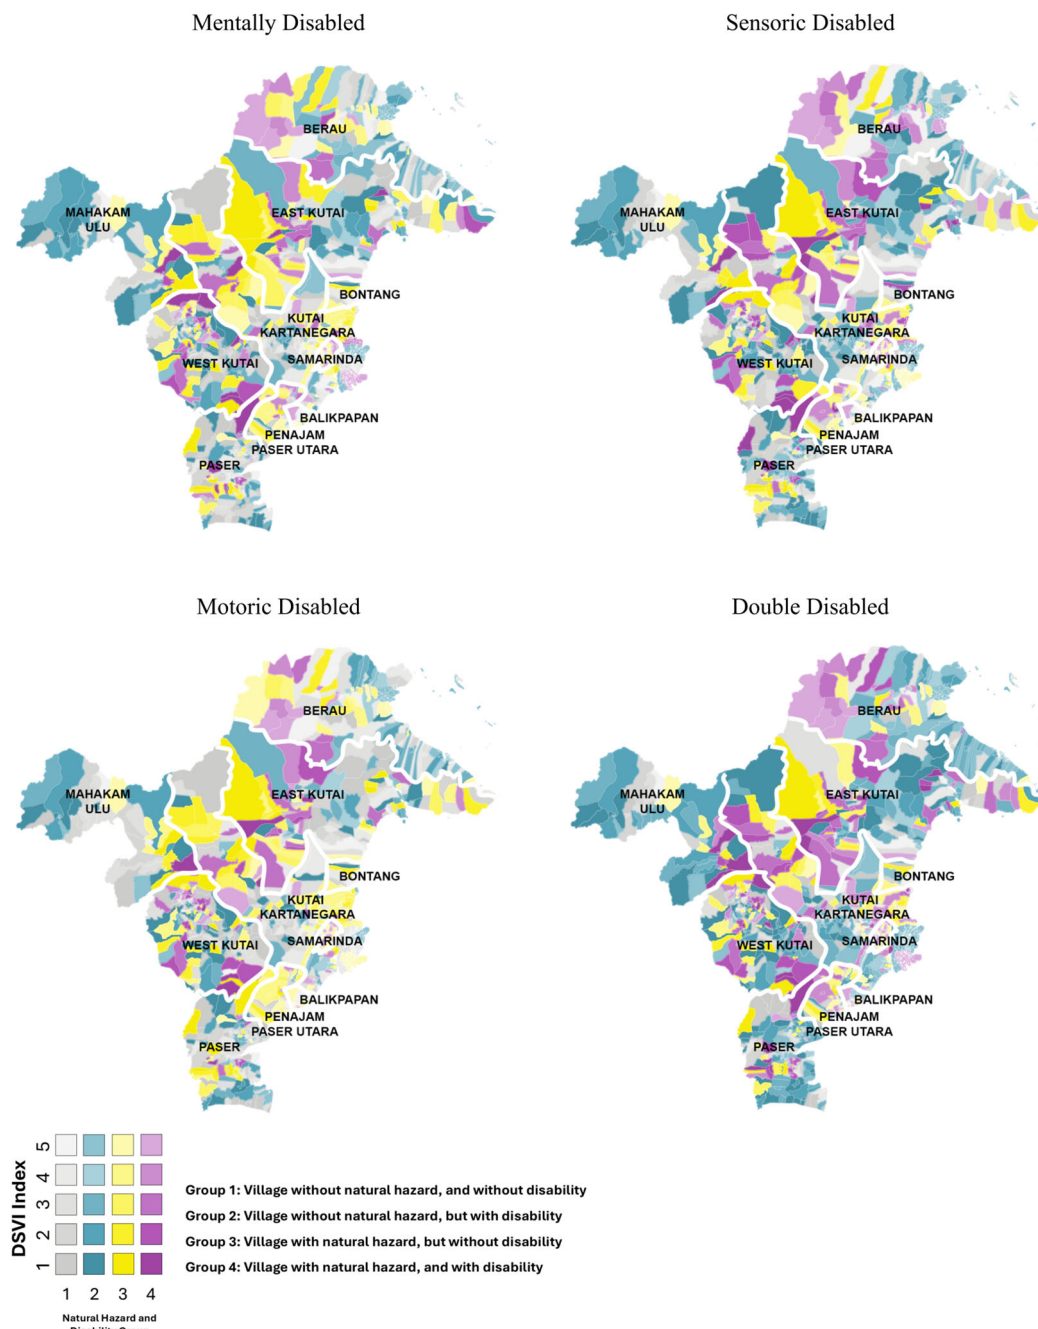 Mentally Disabled
Sensoric Disabled
BERAU
MAHAKAM
ULU
EAST KUTAI
BONTANG
KUTAI
KARTANEGARA
WEST KUTAI
SAMARINDA
BALIKPAPAN
PENAJAM
PASER UTARA
PASER
BERAU
MAHAKAM
ULU
EAST KUTAI
BONTANG
KUTAI
KARTANEGARA
WEST KUTAI
SAMARINDA
BALIKPAPAN
PENAJAM
PASER UTARA
PASER
Motoric Disabled
Double Disabled
BERAU
MAHAKAM
ULU
EAST KUTAI
BONTANG
KUTAI
KARTANEGARA
WEST KUTAI
SAMARINDA
BALIKPAPAN
PENAJAM
PASER UTARA
PASER
BERAU
MAHAKAM
ULU
EAST KUTAI
BONTANG
KUTAI
KARTANEGARA
WEST KUTAI
SAMARINDA
BALIKPAPAN
PENAJAM
PASER UTARA
PASER
DSVI Index
5
4
3
2
1
1 2 3 4
Natural Hazard and
Group 1: Village without natural hazard, and without disability
Group 2: Village without natural hazard, but with disability
Group 3: Village with natural hazard, but without disability
Group 4: Village with natural hazard, and with disability